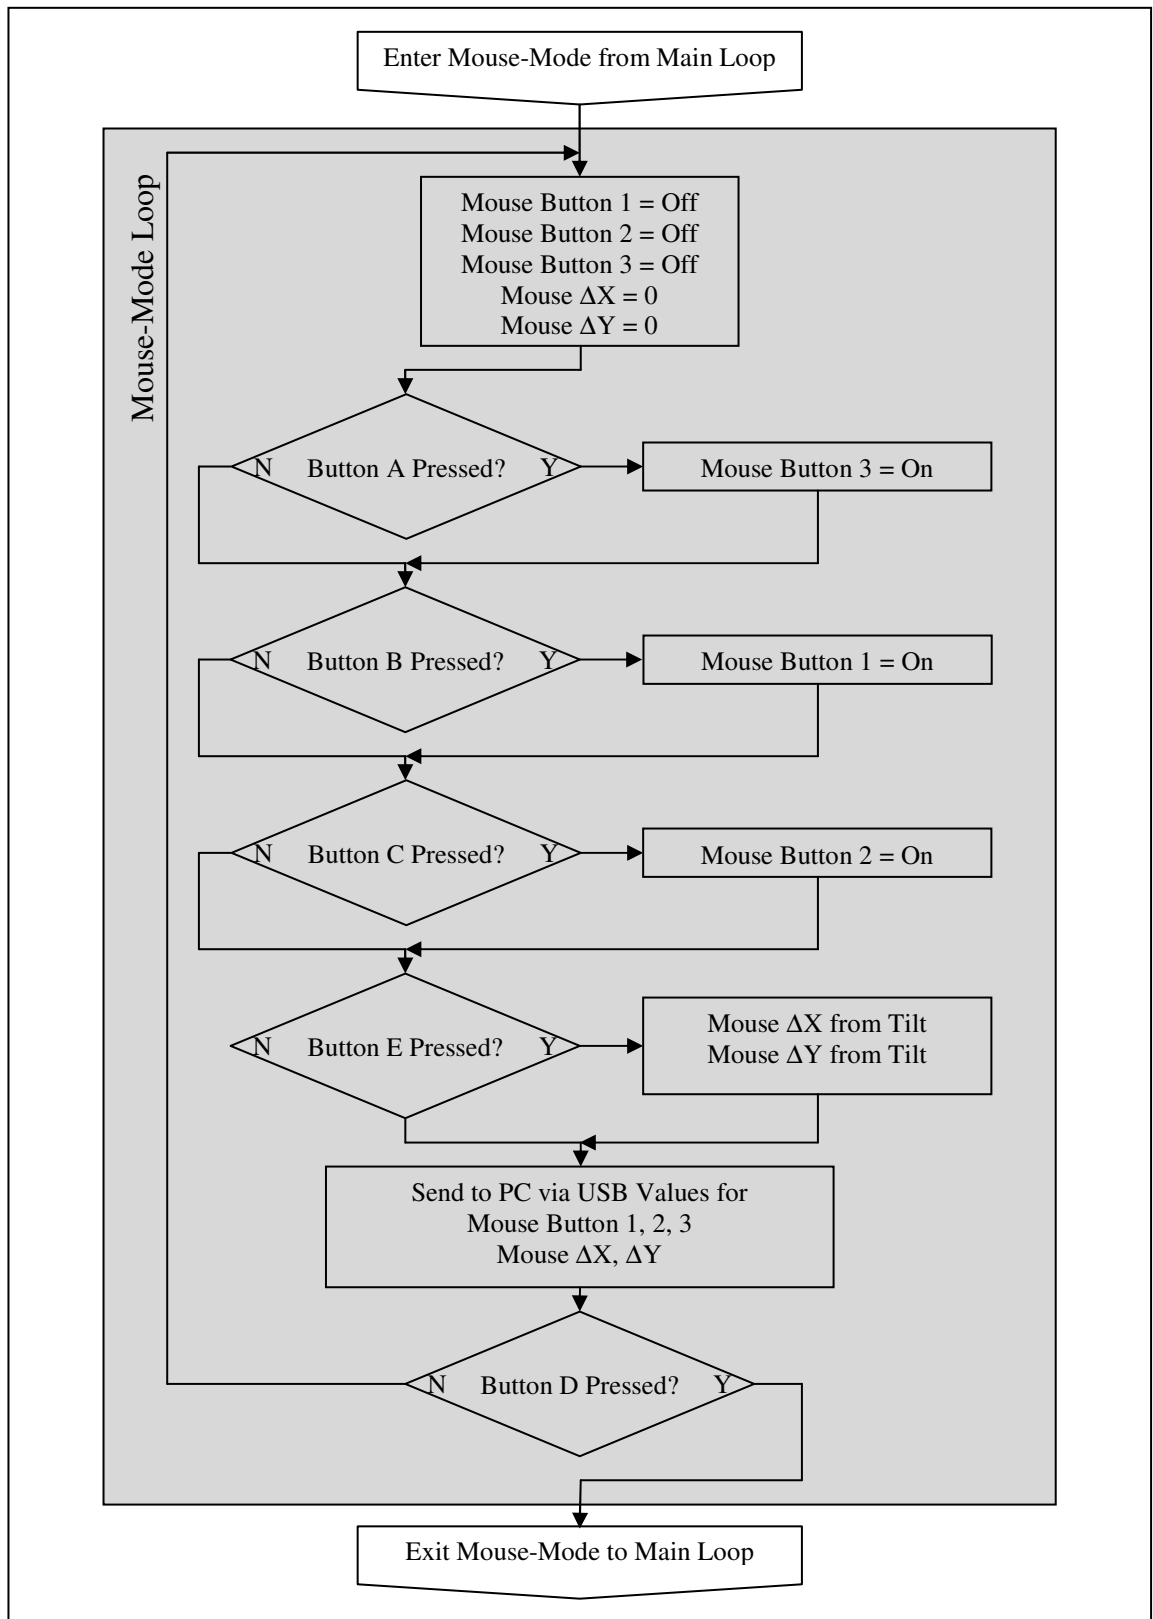 Enter Mouse-Mode from Main Loop
Mouse-Mode Loop
Mouse Button 1 = Off
Mouse Button 2 = Off
Mouse Button 3 = Off
Mouse ΔX = 0
Mouse ΔY = 0
N Button A Pressed? Y
Mouse Button 3 = On
N Button B Pressed? Y
Mouse Button 1 = On
N Button C Pressed? Y
Mouse Button 2 = On
N Button E Pressed? Y
Mouse ΔX from Tilt
Mouse ΔY from Tilt
Send to PC via USB Values for
Mouse Button 1, 2, 3
Mouse ΔX, ΔY
N Button D Pressed? Y
Exit Mouse-Mode to Main Loop